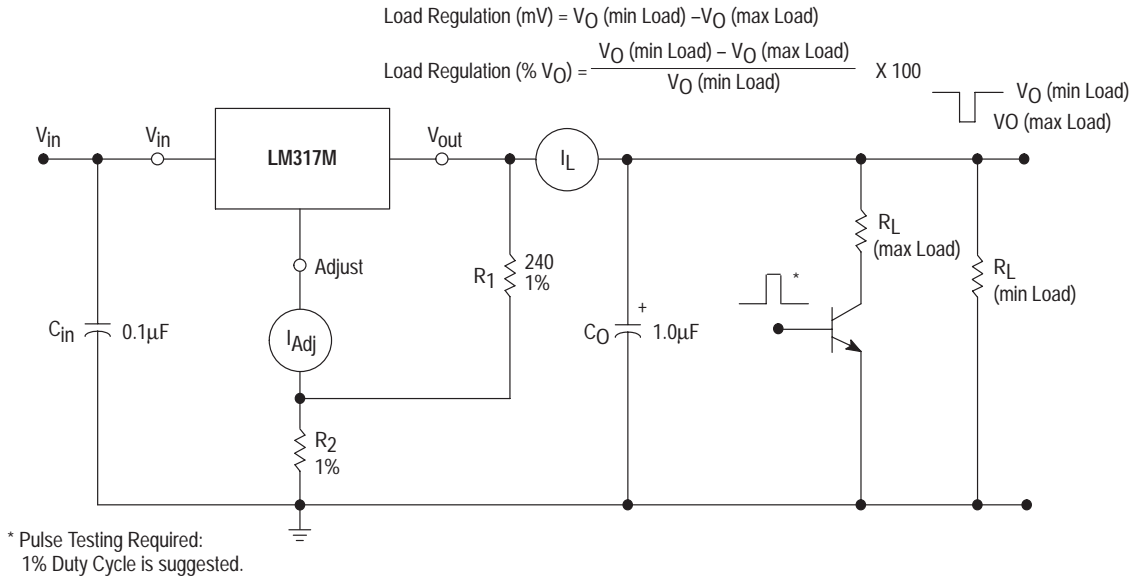 Load Regulation (mV) = VO (min Load) –VO (max Load)
Load Regulation (% VO) = VO (min Load) – VO (max Load)
VO (min Load)
X 100
VO (min Load)
VO (max Load)
Vin
Vin
LM317M
Vout
IL
Adjust
R1
240
1%
RL
(max Load)
*
RL
(min Load)
Cin
0.1µF
IAdj
+
CO
1.0µF
R2
1%
* Pulse Testing Required:
1% Duty Cycle is suggested.